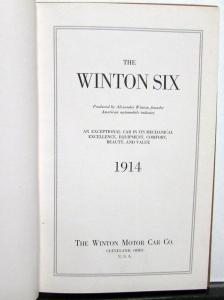 THE
WINTON SIX
Produced by Alexander Winton, founder
American automobile industry
AN EXCEPTIONAL CAR IN ITS MECHANICAL
EXCELLENCE, EQUIPMENT, COMFORT,
BEAUTY, AND VALUE
1914
THE WINTON MOTOR CAR CO.
CLEVELAND, OHIO
U. S. A.